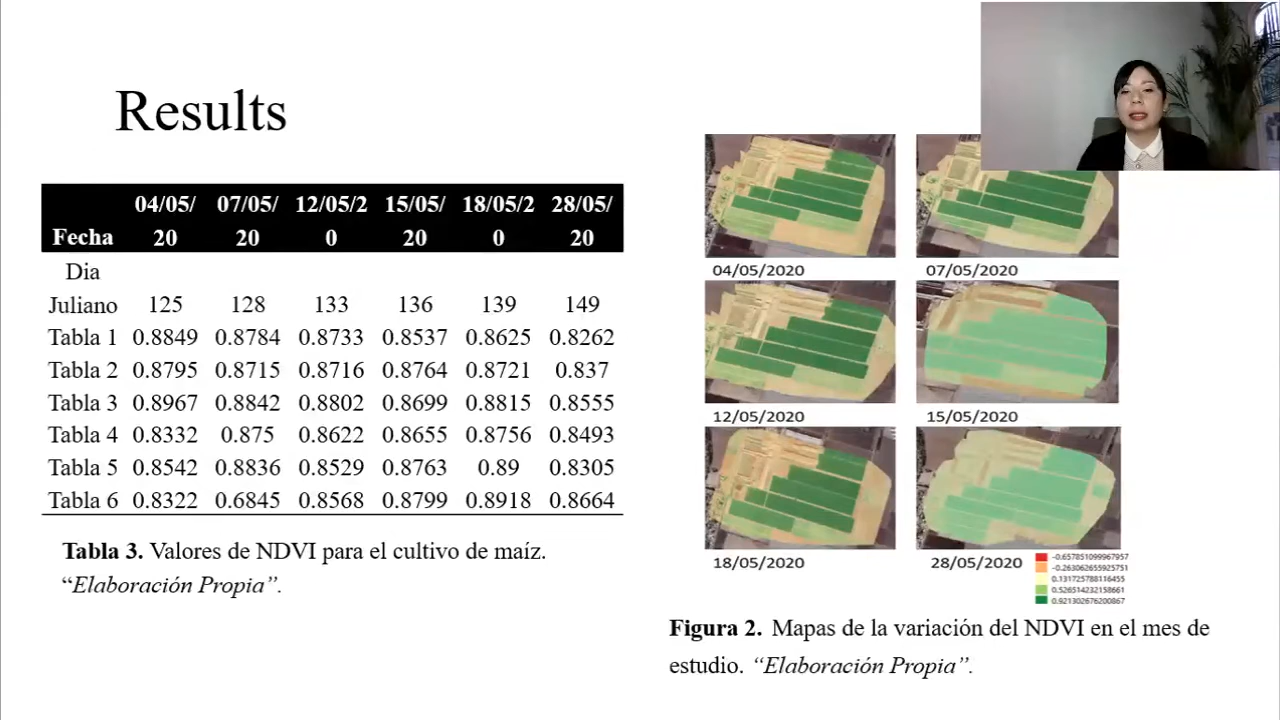 Results
Fecha 04/05/20 07/05/20 12/05/20 15/05/20 18/05/20 28/05/20
Dia Juliano 125 128 133 136 139 149
Tabla 1 0.8849 0.8784 0.8733 0.8537 0.8625 0.8262
Tabla 2 0.8795 0.8715 0.8716 0.8764 0.8721 0.837
Tabla 3 0.8967 0.8842 0.8802 0.8699 0.8815 0.8555
Tabla 4 0.8332 0.875 0.8622 0.8655 0.8756 0.8493
Tabla 5 0.8542 0.8836 0.8529 0.8763 0.89 0.8305
Tabla 6 0.8322 0.6845 0.8568 0.8799 0.8918 0.8664
Tabla 3. Valores de NDVI para el cultivo de maíz.
“Elaboración Propia”.
04/05/2020 07/05/2020
12/05/2020 15/05/2020
18/05/2020 28/05/2020
-0.657851099967957
-0.263062655925751
0.131725788116455
0.526514232158661
0.921302676200867
Figura 2. Mapas de la variación del NDVI en el mes de
estudio. “Elaboración Propia”.